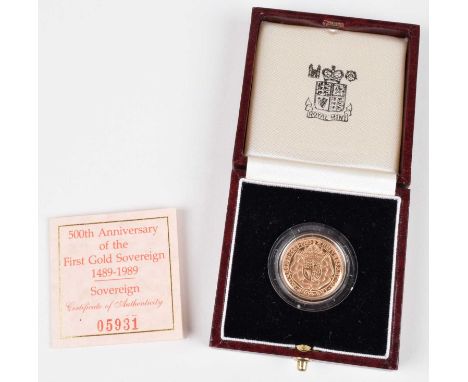 ROYAL MINT
500th Anniversary
of the
First Gold Sovereign
1489-1989
Sovereign
Certificate of Authenticity
05931